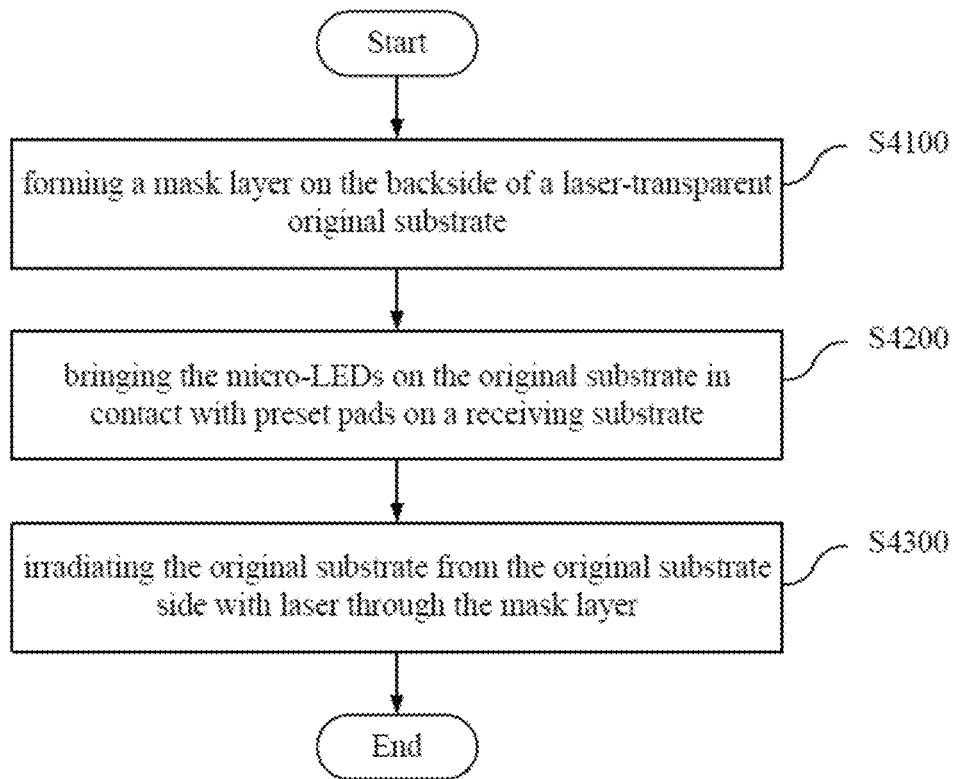 Start
S4100
forming a mask layer on the backside of a laser-transparent
original substrate
S4200
bringing the micro-LEDs on the original substrate in
contact with preset pads on a receiving substrate
S4300
irradiating the original substrate from the original substrate
side with laser through the mask layer
End